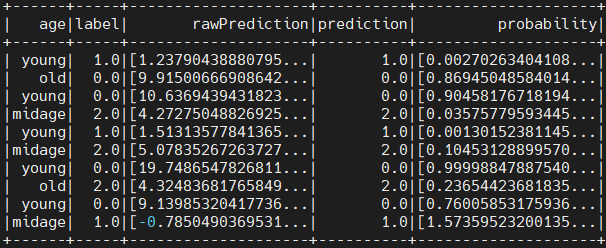 +------+-----+--------------------+----------+--------------------+
|   age|label|       rawPrediction|prediction|         probability|
+------+-----+--------------------+----------+--------------------+
| young|  1.0|[1.23790438880795...|       1.0|[0.00270263404108...|
|   old|  0.0|[9.91500666908642...|       0.0|[0.86945048584014...|
| young|  0.0|[10.6369439431823...|       0.0|[0.90458176718194...|
|midage|  2.0|[4.27275048826925...|       2.0|[0.03575779593445...|
| young|  1.0|[1.51313577841365...|       1.0|[0.00130152381145...|
|midage|  2.0|[5.07835267263727...|       2.0|[0.10453128899570...|
| young|  0.0|[19.7486547826811...|       0.0|[0.99998847887540...|
|   old|  2.0|[4.32483681765849...|       2.0|[0.23654423681835...|
| young|  0.0|[9.13985320417736...|       0.0|[0.76005853175936...|
|midage|  1.0|[-0.7850490369531...|       1.0|[1.57359523200135...|
+------+-----+--------------------+----------+--------------------+